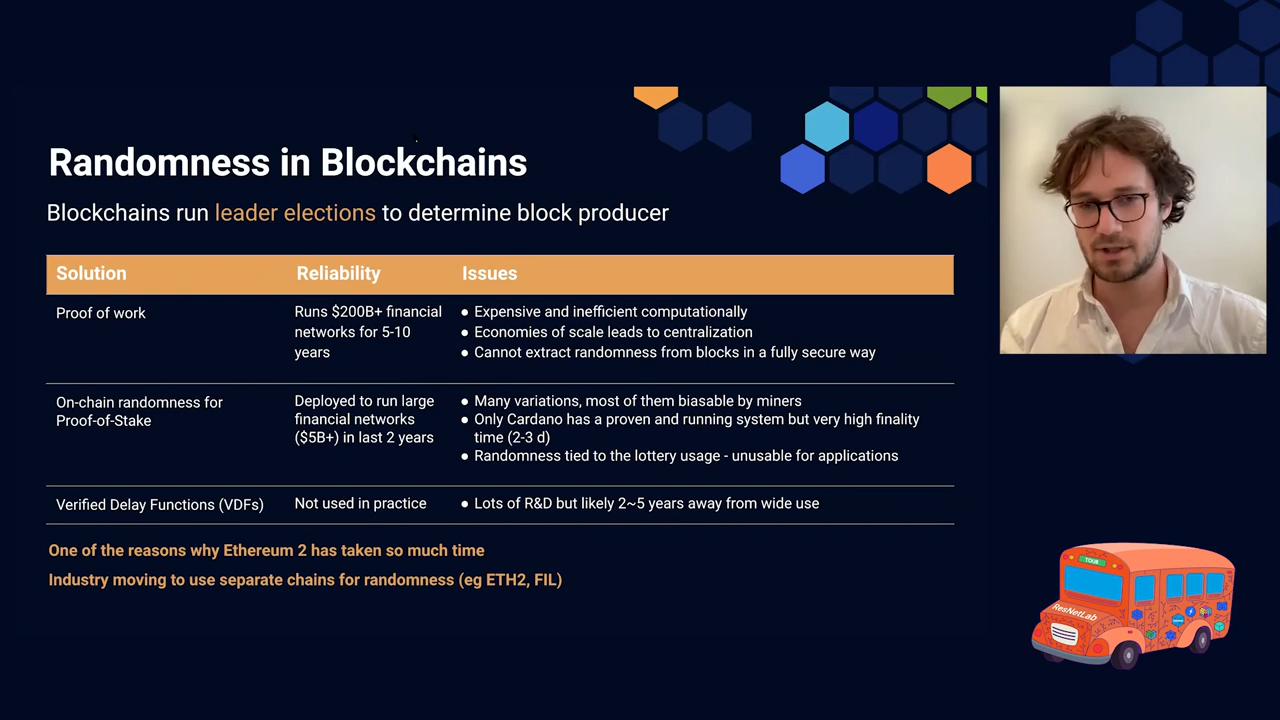 Randomness in Blockchains
Blockchains run leader elections to determine block producer
Solution Reliability Issues
Proof of work
Runs $200B+ financial
networks for 5-10
years
● Expensive and inefficient computationally
● Economies of scale leads to centralization
● Cannot extract randomness from blocks in a fully secure way
On-chain randomness for
Proof-of-Stake
Deployed to run large
financial networks
($5B+) in last 2 years
● Many variations, most of them biasable by miners
● Only Cardano has a proven and running system but very high finality
time (2-3 d)
● Randomness tied to the lottery usage - unusable for applications
Verified Delay Functions (VDFs)
Not used in practice
● Lots of R&D but likely 2~5 years away from wide use
One of the reasons why Ethereum 2 has taken so much time
Industry moving to use separate chains for randomness (eg ETH2, FIL)
TOUR
ResNetLab